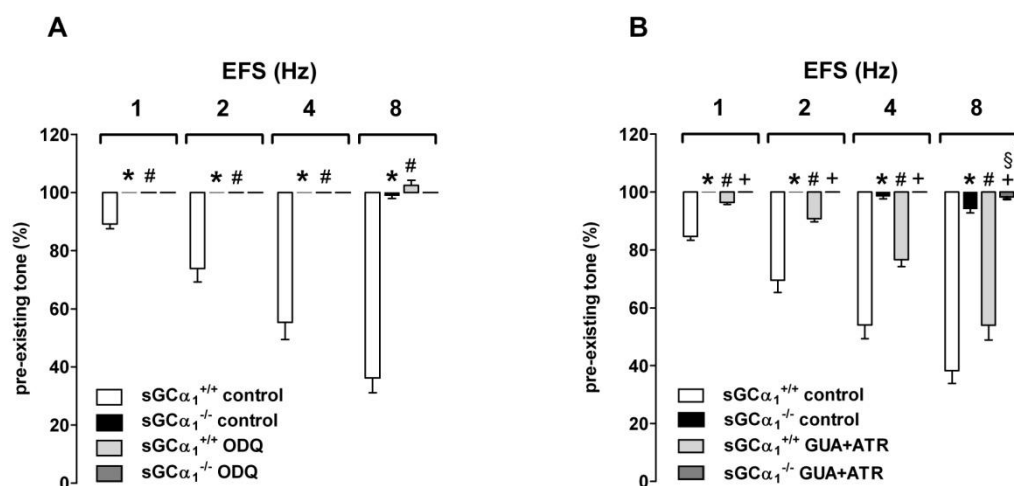 A
EFS (Hz)
1 2 4 8
120
100
80
60
40
20
0
pre-existing tone (%)
* # * # * # * #
sGCα₁⁺/⁺ control
sGCα₁⁻/⁻ control
sGCα₁⁺/⁺ ODQ
sGCα₁⁻/⁻ ODQ
B
EFS (Hz)
1 2 4 8
120
100
80
60
40
20
0
pre-existing tone (%)
§
* # + * # + * # + * # +
sGCα₁⁺/⁺ control
sGCα₁⁻/⁻ control
sGCα₁⁺/⁺ GUA+ATR
sGCα₁⁻/⁻ GUA+ATR